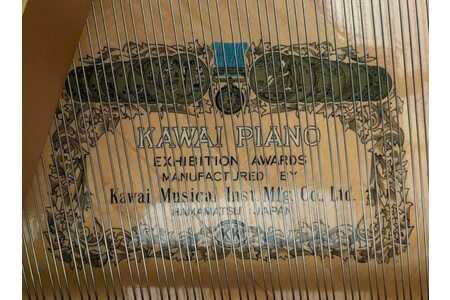 KAWAI PIANO
EXHIBITION AWARDS
MANUFACTURED BY
Kawai Musical Inst. Mfg. Co., Ltd.
HAMAMATSU JAPAN